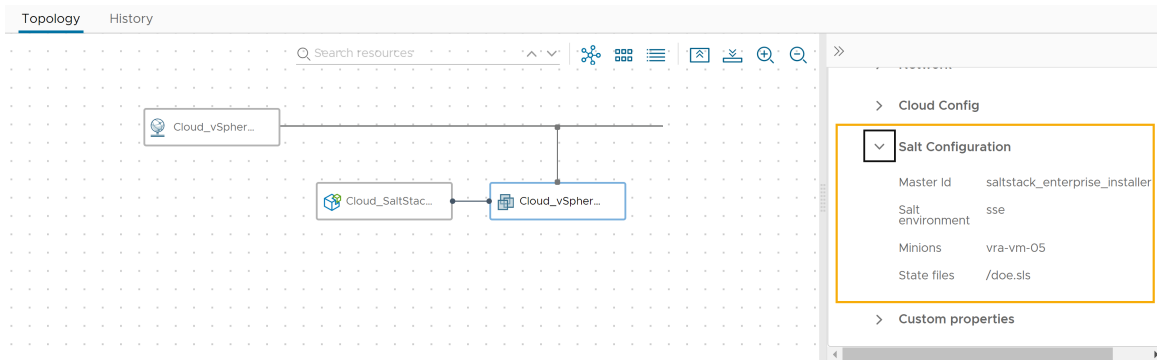 Topology
History
Search resources
Cloud_vSpher...
Cloud_SaltStac...
Cloud_vSpher...
Cloud Config
Salt Configuration
Master Id saltstack_enterprise_installer
Salt
environment sse
Minions vra-vm-05
State files /doe.sls
Custom properties